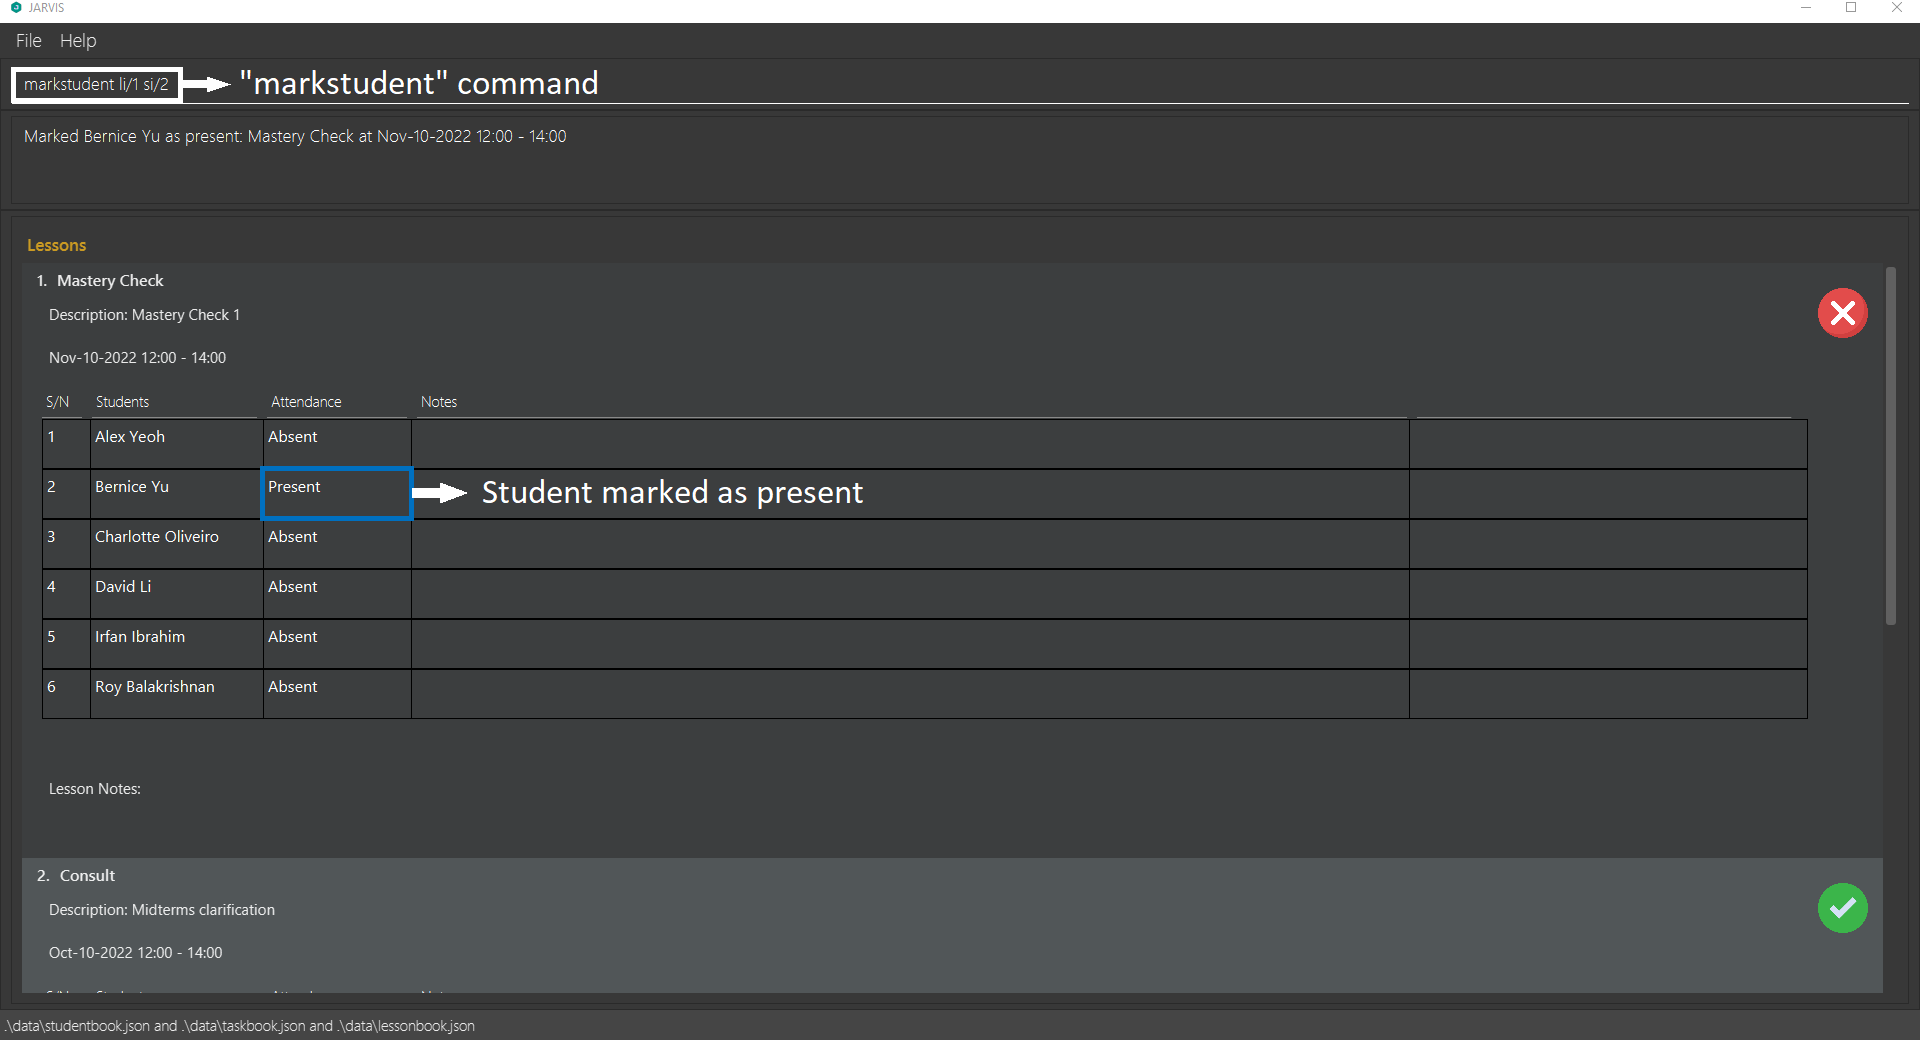 JARVIS
File Help
markstudent li/1 si/2 "markstudent" command
Marked Bernice Yu as present: Mastery Check at Nov-10-2022 12:00 - 14:00
Lessons
1. Mastery Check
Description: Mastery Check 1
Nov-10-2022 12:00 - 14:00
S/N Students Attendance Notes
1 Alex Yeoh Absent
2 Bernice Yu Present Student marked as present
3 Charlotte Oliveiro Absent
4 David Li Absent
5 Irfan Ibrahim Absent
6 Roy Balakrishnan Absent
Lesson Notes:
2. Consult
Description: Midterms clarification
Oct-10-2022 12:00 - 14:00
.\data\studentbook.json and .\data\taskbook.json and .\data\lessonbook.json